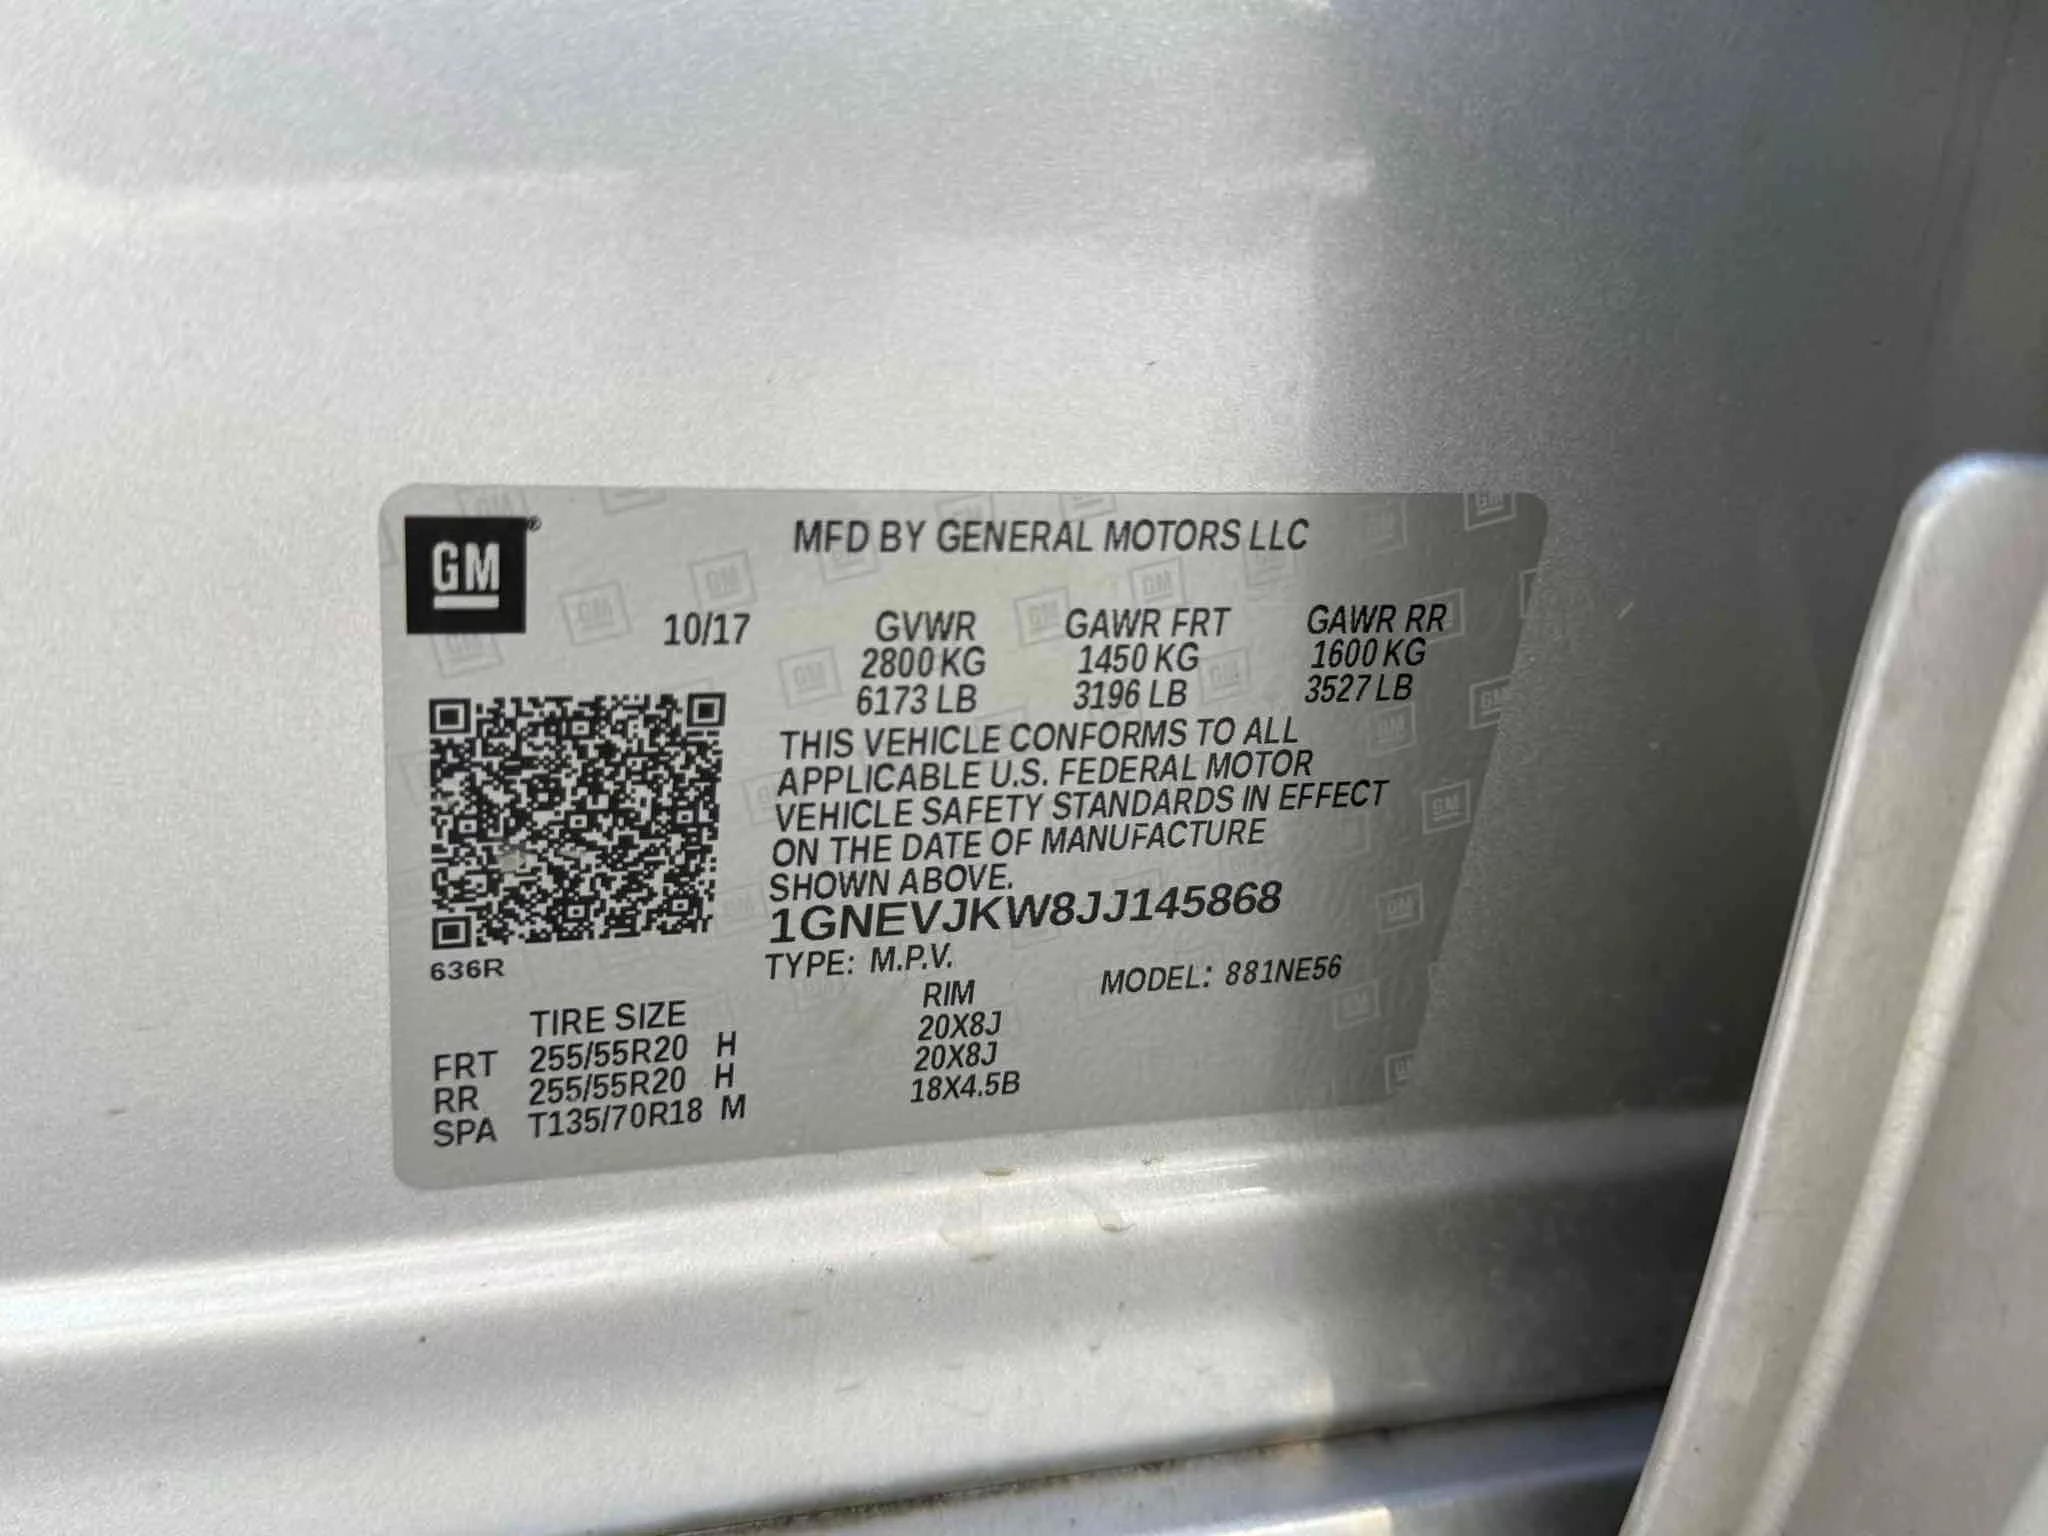 GM®
MFD BY GENERAL MOTORS LLC
10/17
GVWR GAWR FRT GAWR RR
2800 KG 1450 KG 1600 KG
6173 LB 3196 LB 3527 LB
THIS VEHICLE CONFORMS TO ALL
APPLICABLE U.S. FEDERAL MOTOR
VEHICLE SAFETY STANDARDS IN EFFECT
ON THE DATE OF MANUFACTURE
SHOWN ABOVE.
1GNEVJKW8JJ145868
TYPE: M.P.V. MODEL: 881NE56
636R
TIRE SIZE RIM
FRT 255/55R20 H 20X8J
RR 255/55R20 H 20X8J
SPA T135/70R18 M 18X4.5B